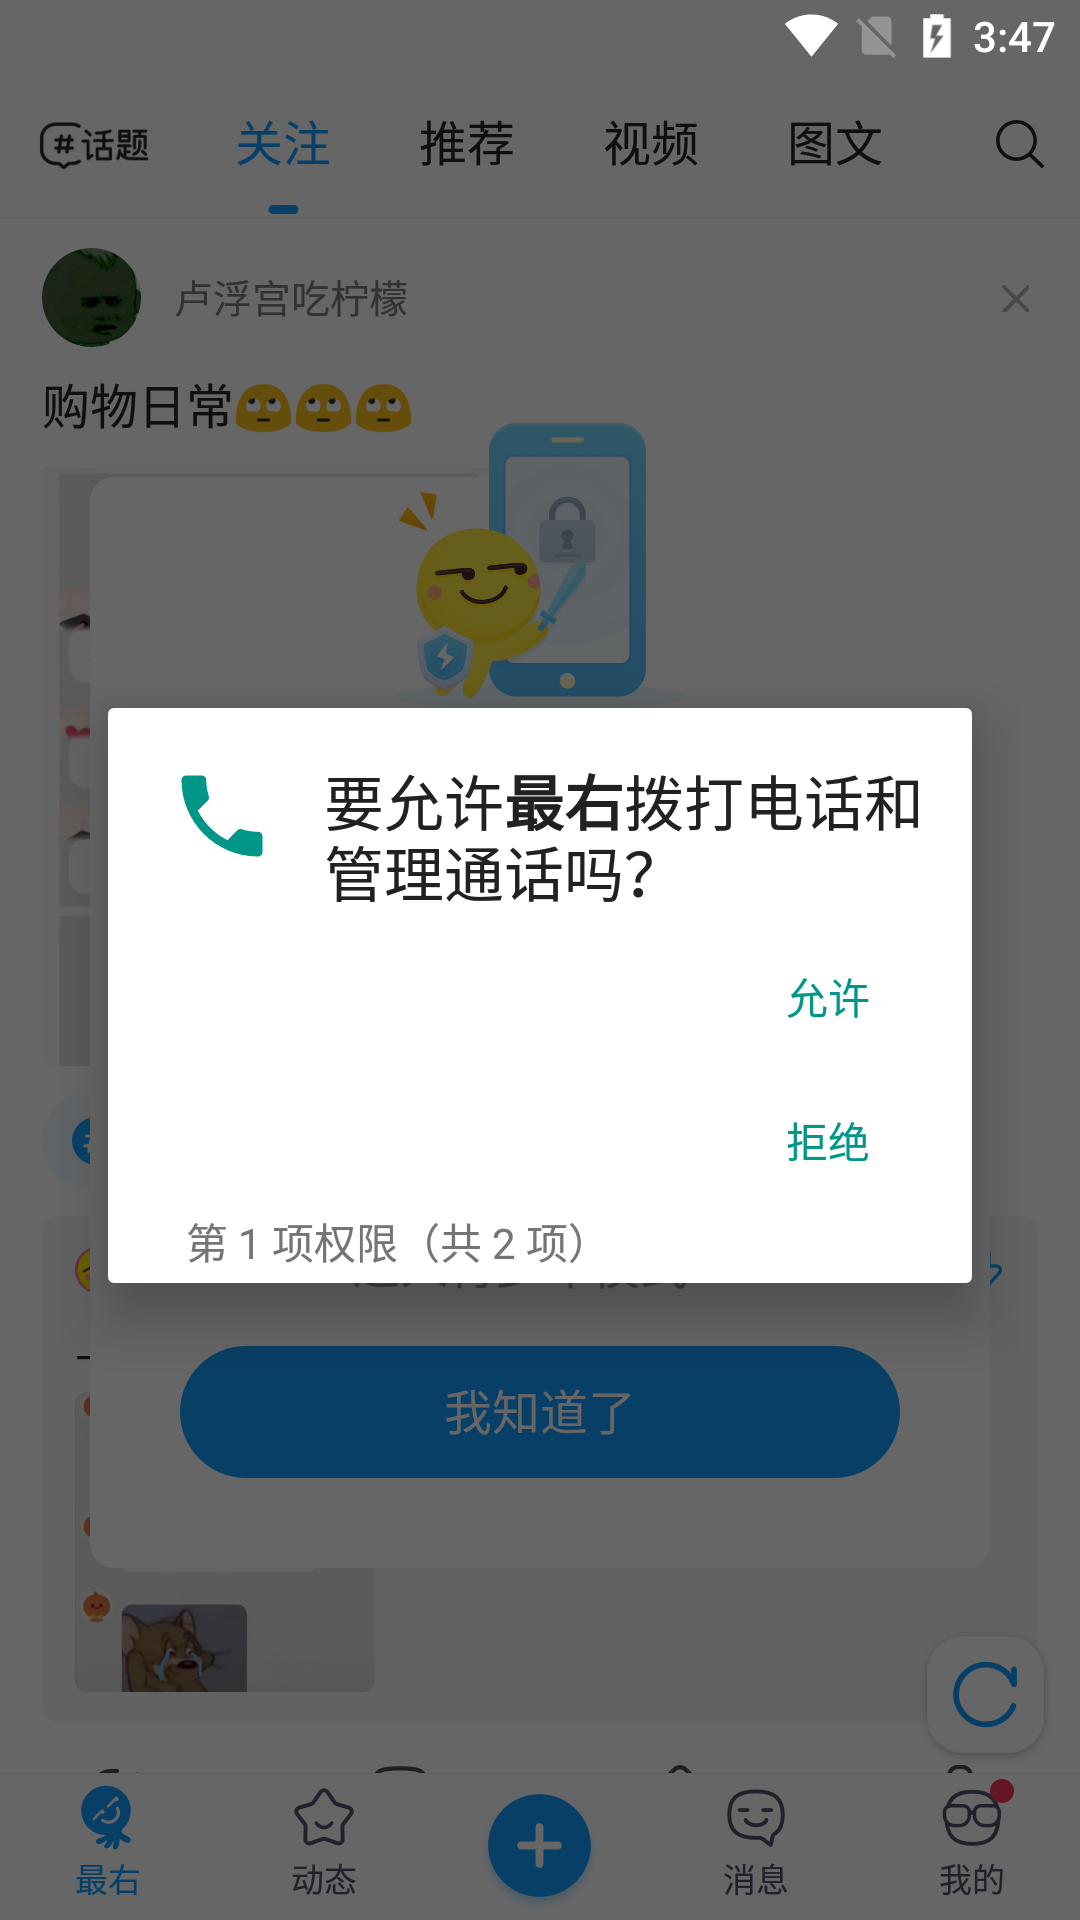 3:47
#话题 关注 推荐 视频 图文
卢浮宫吃柠檬
购物日常🙄🙄🙄
要允许最右拨打电话和
管理通话吗？
允许
拒绝
第 1 项权限（共 2 项）
我知道了
最右 动态 消息 我的